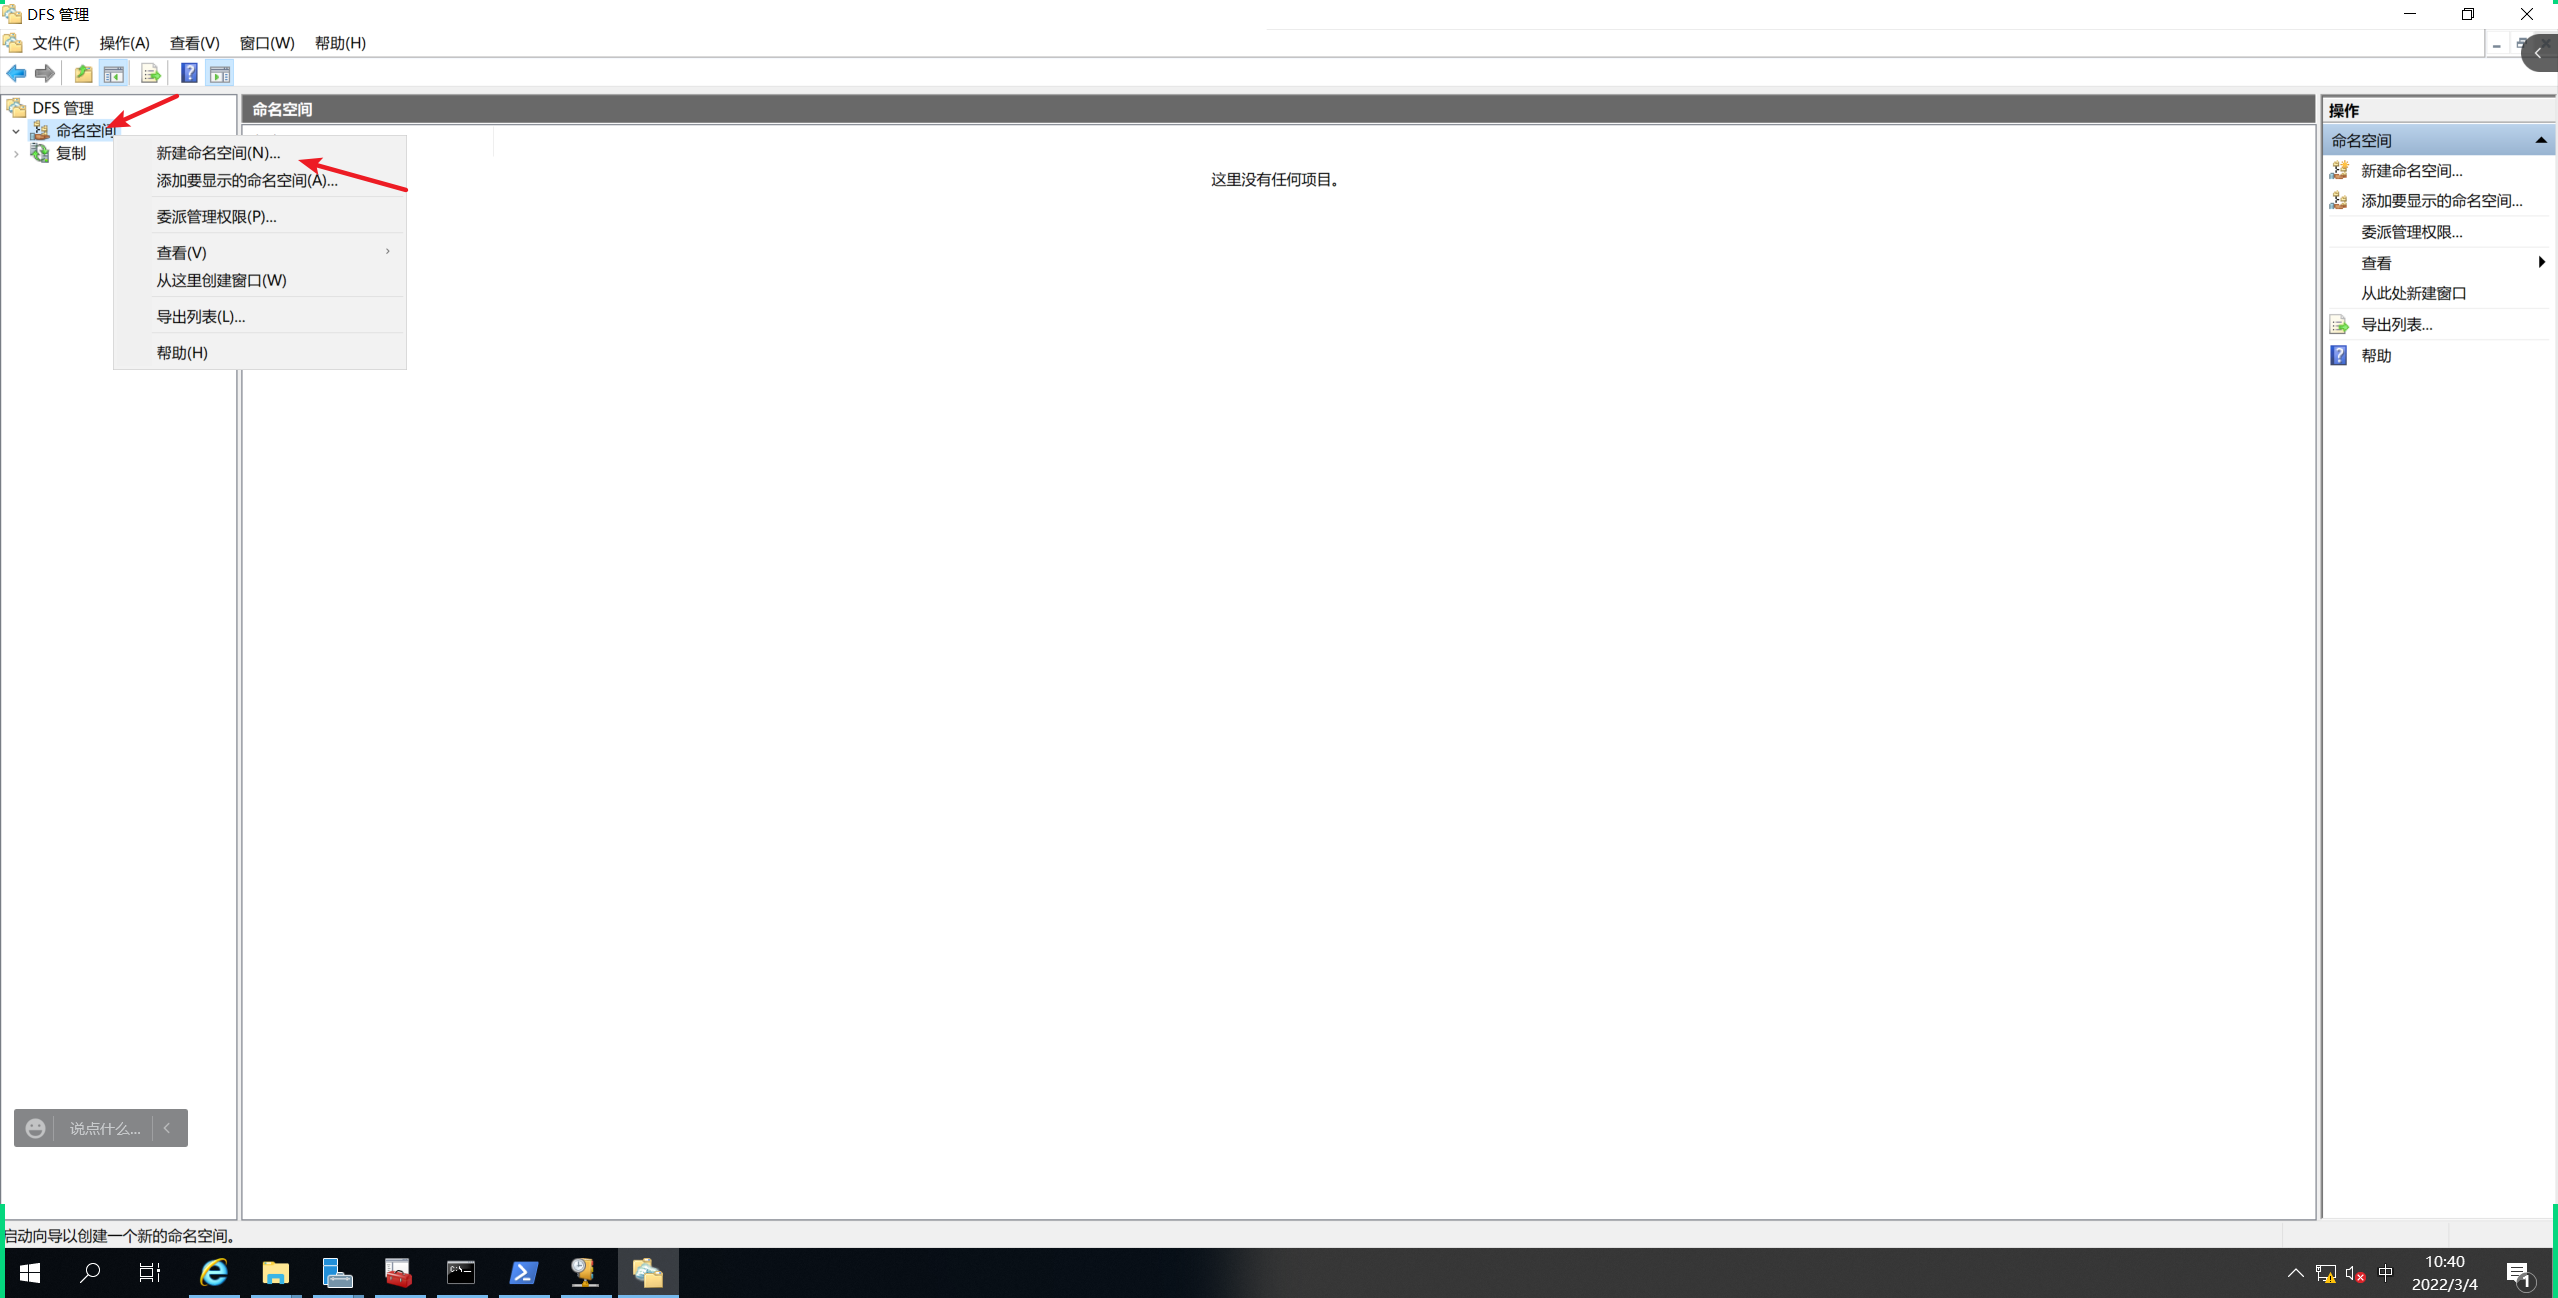 DFS 管理
文件(F) 操作(A) 查看(V) 窗口(W) 帮助(H)
DFS 管理
命名空间
复制
新建命名空间(N)...
添加要显示的命名空间(A)...
委派管理权限(P)...
查看(V)
从这里创建窗口(W)
导出列表(L)...
帮助(H)
命名空间
这里没有任何项目。
操作
命名空间
新建命名空间...
添加要显示的命名空间...
委派管理权限...
查看
从此处新建窗口
导出列表...
帮助
说点什么...
启动向导以创建一个新的命名空间。
中
10:40
2022/3/4
1